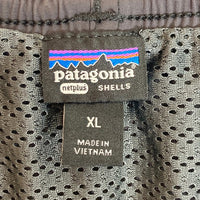 patagonia
netplus SHELLS
XL
MADE IN
VIETNAM